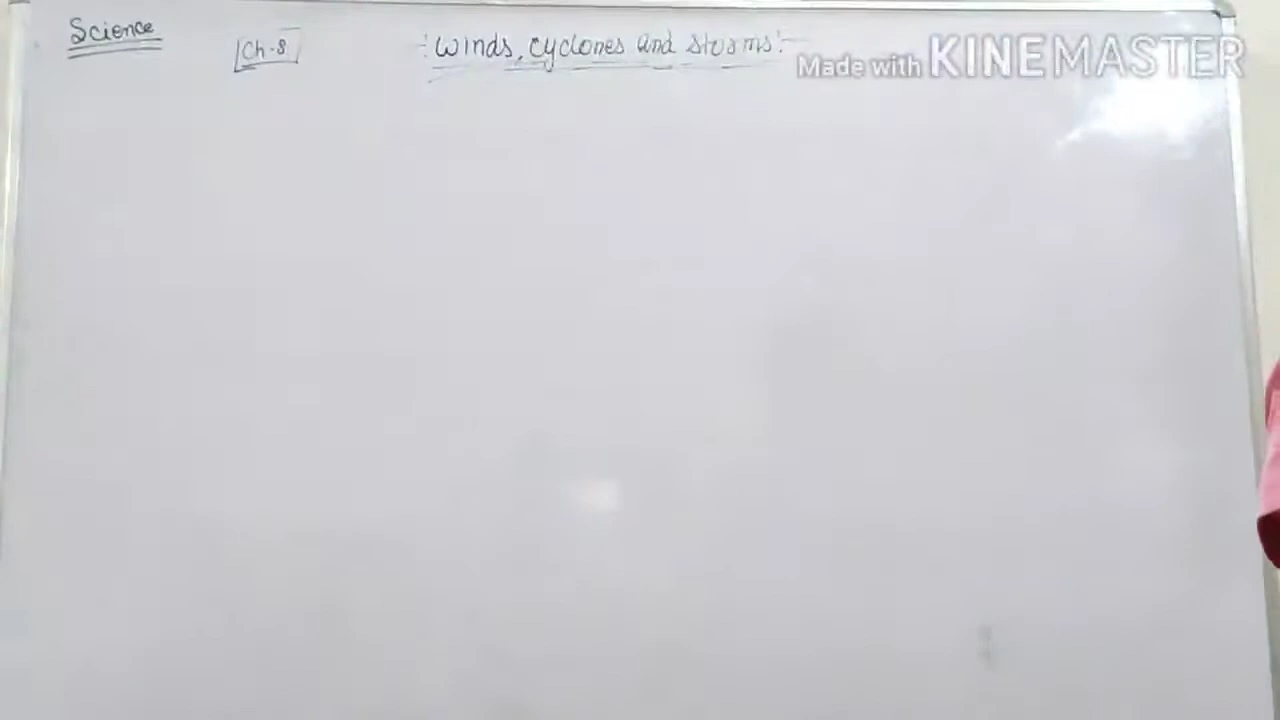 Science
Ch-8
:Winds, cyclones and storms:-
Made with KINEMASTER